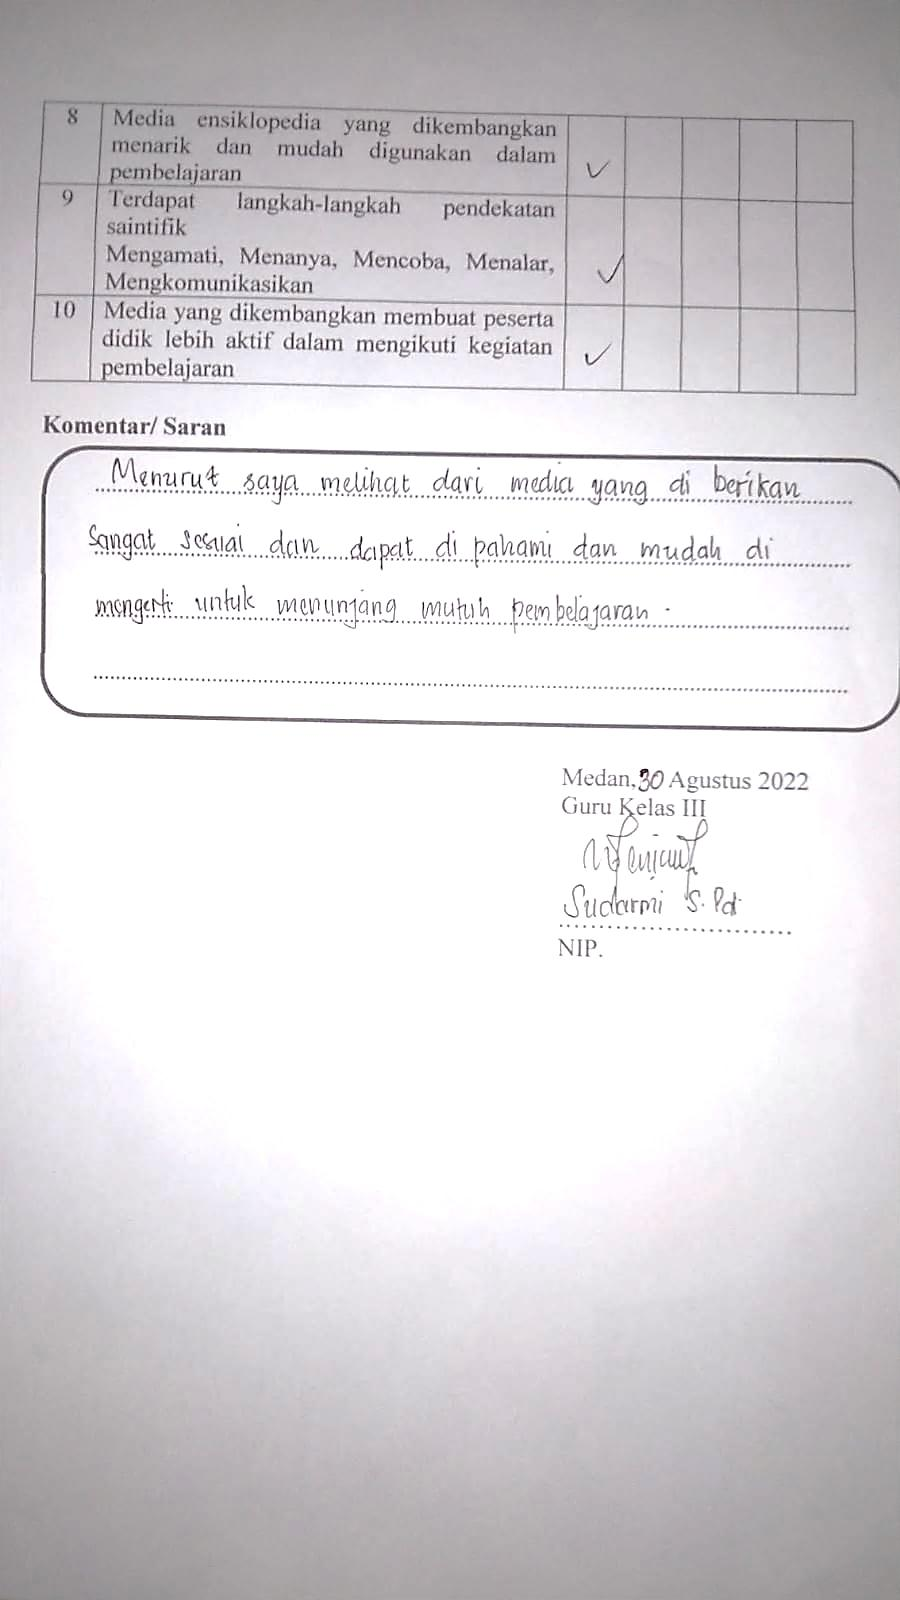 8 Media ensiklopedia yang dikembangkan
menarik dan mudah digunakan dalam
pembelajaran ✓
9 Terdapat langkah-langkah pendekatan
saintifik
Mengamati, Menanya, Mencoba, Menalar,
Mengkomunikasikan ✓
10 Media yang dikembangkan membuat peserta
didik lebih aktif dalam mengikuti kegiatan
pembelajaran ✓
Komentar/ Saran
Menurut saya melihat dari media yang di berikan
Sangat sesuai dan dapat di pahami dan mudah di
mengerti untuk menunjang mutuh pembelajaran.
Medan, 30 Agustus 2022
Guru Kelas III
Sudarmi S.Pd
NIP.